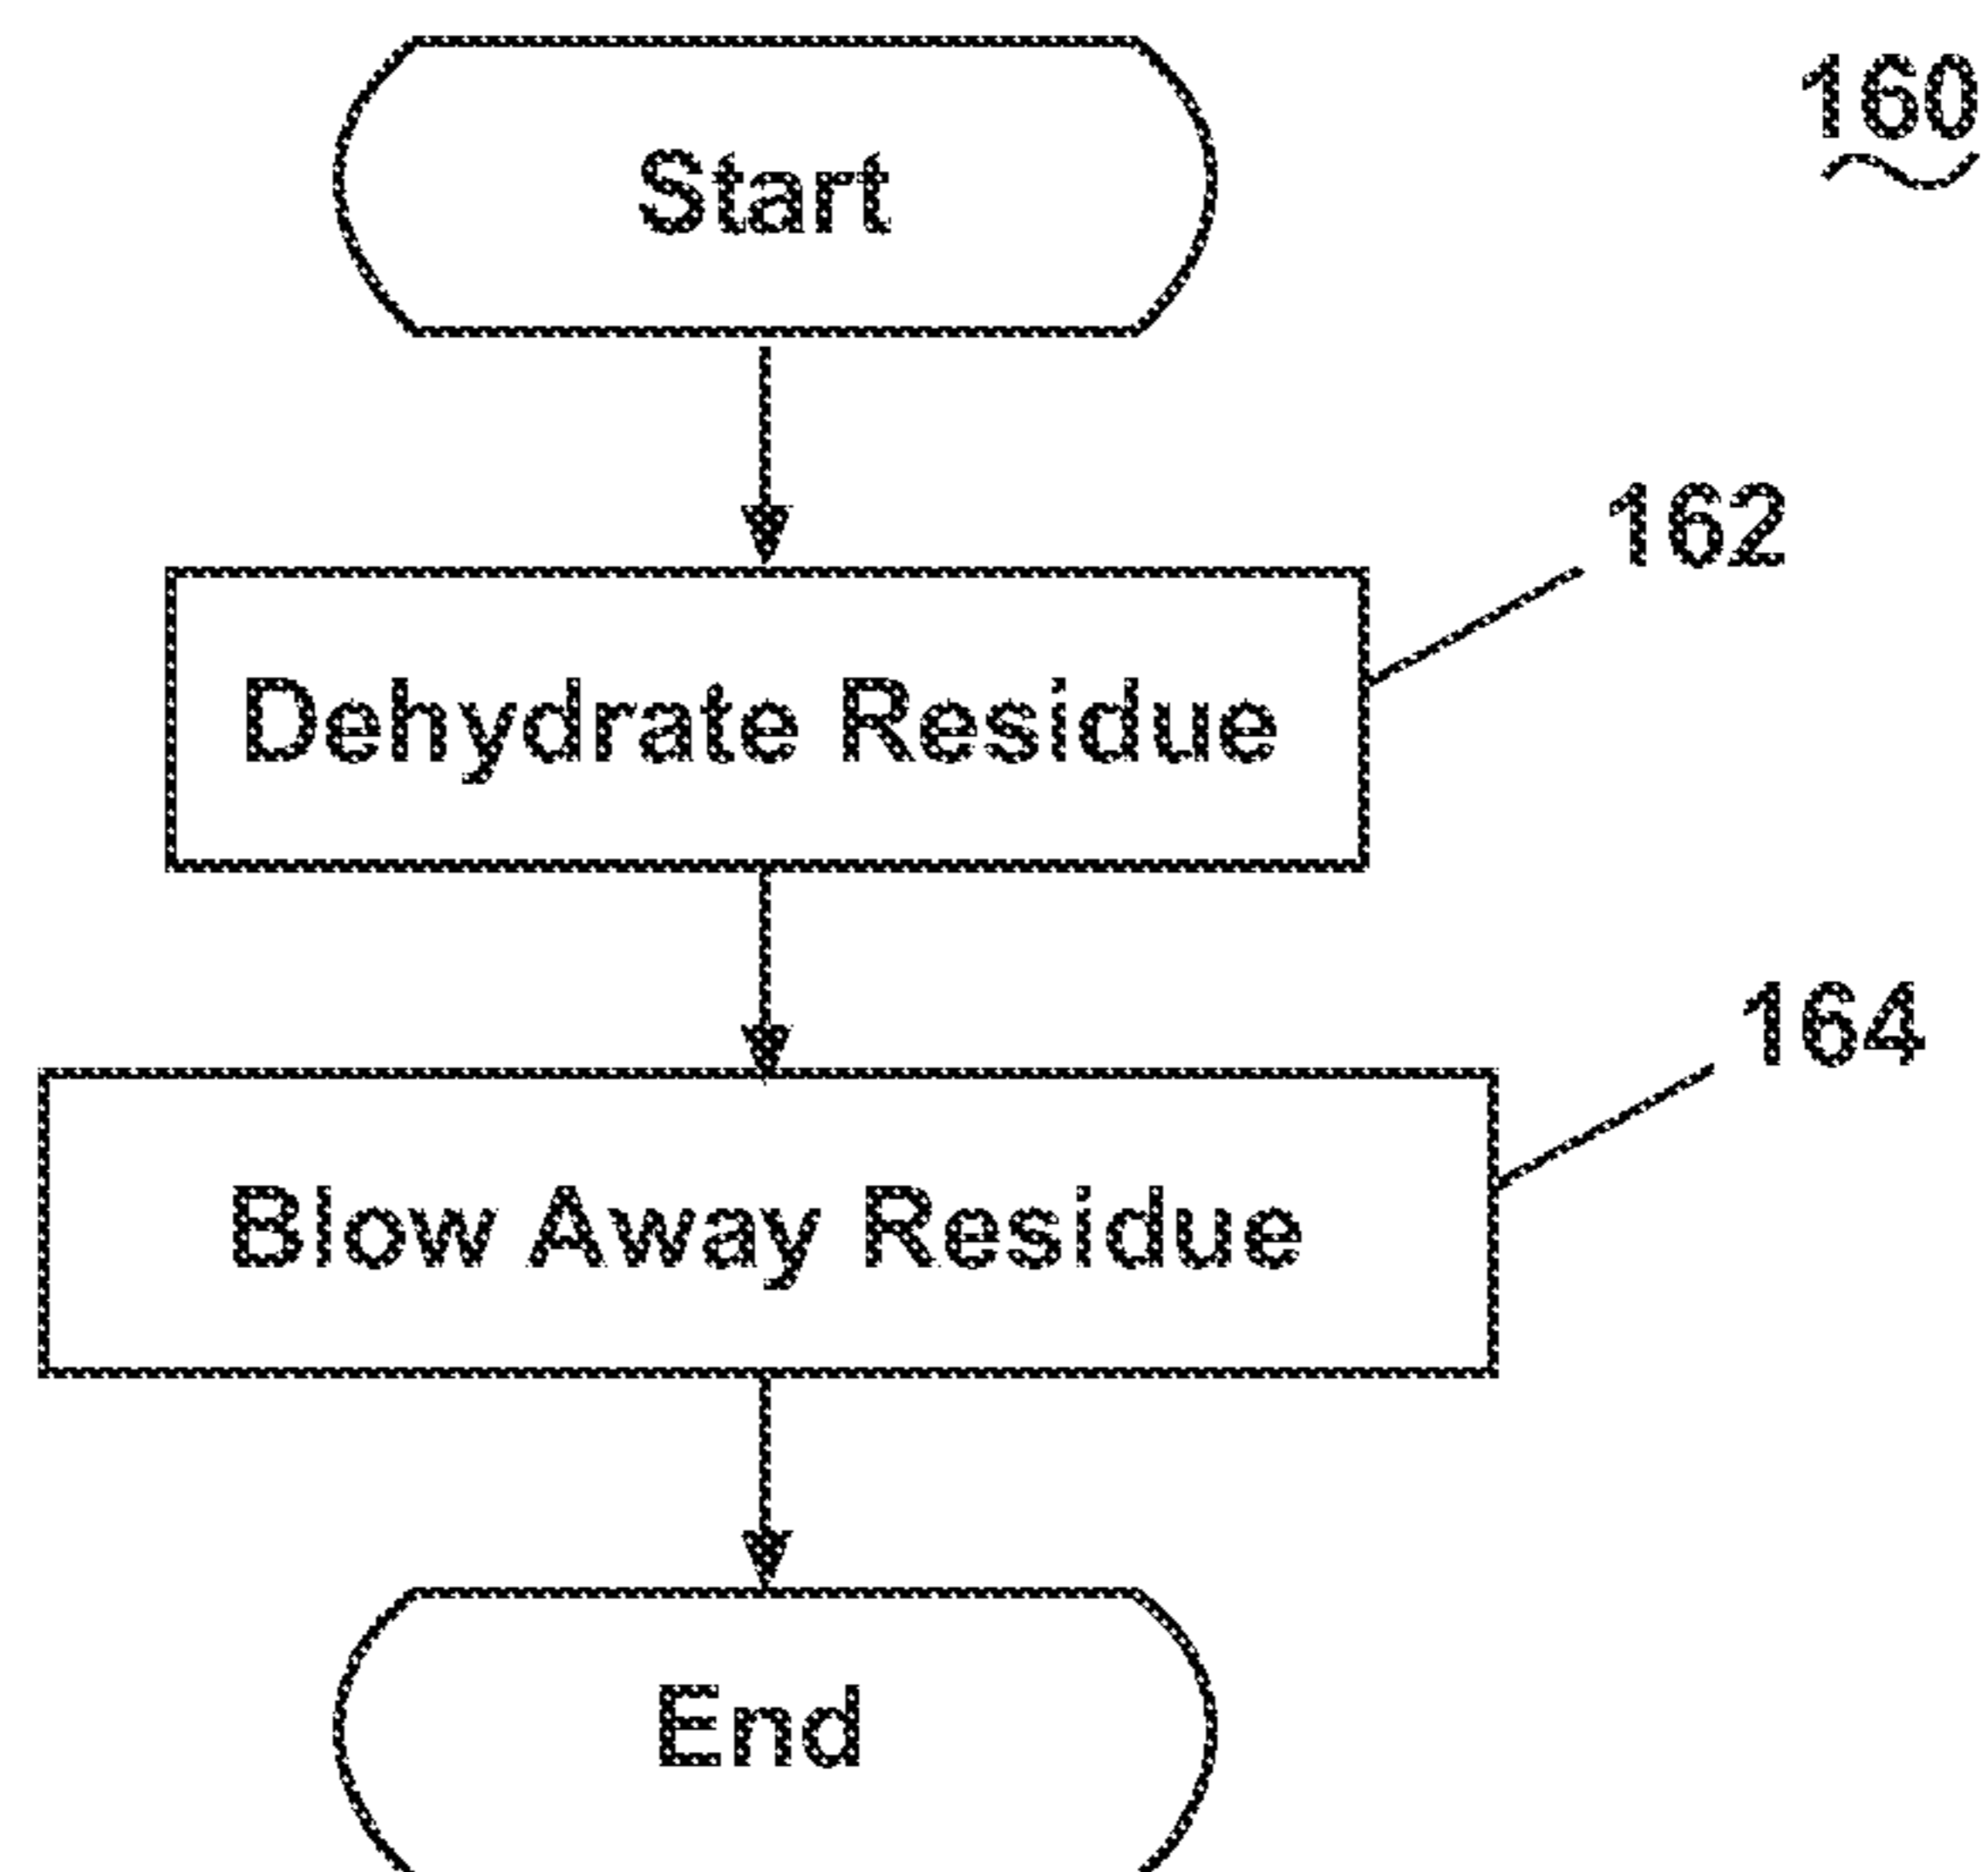 Start
160
162
Dehydrate Residue
164
Blow Away Residue
End